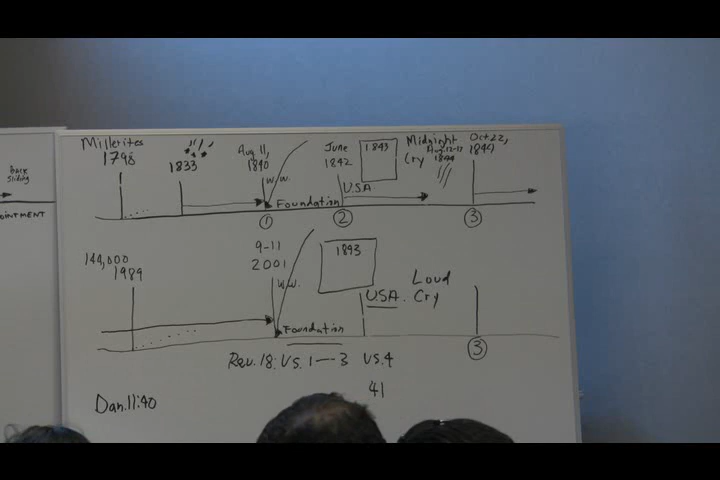 Back
Sliding
OINTMENT
Millerites
1798
1833
Aug 11,
1840
W.W.
①
Foundation
June
1842
②
1843
U.S.A
Midnight
Cry
1844
Oct 22,
1844
③
144,000
1989
9-11
2001
W.W.
Foundation
1843
USA.
Loud
Cry
③
Rev. 18: VS. 1—3 VS. 4
41
Dan. 11:40